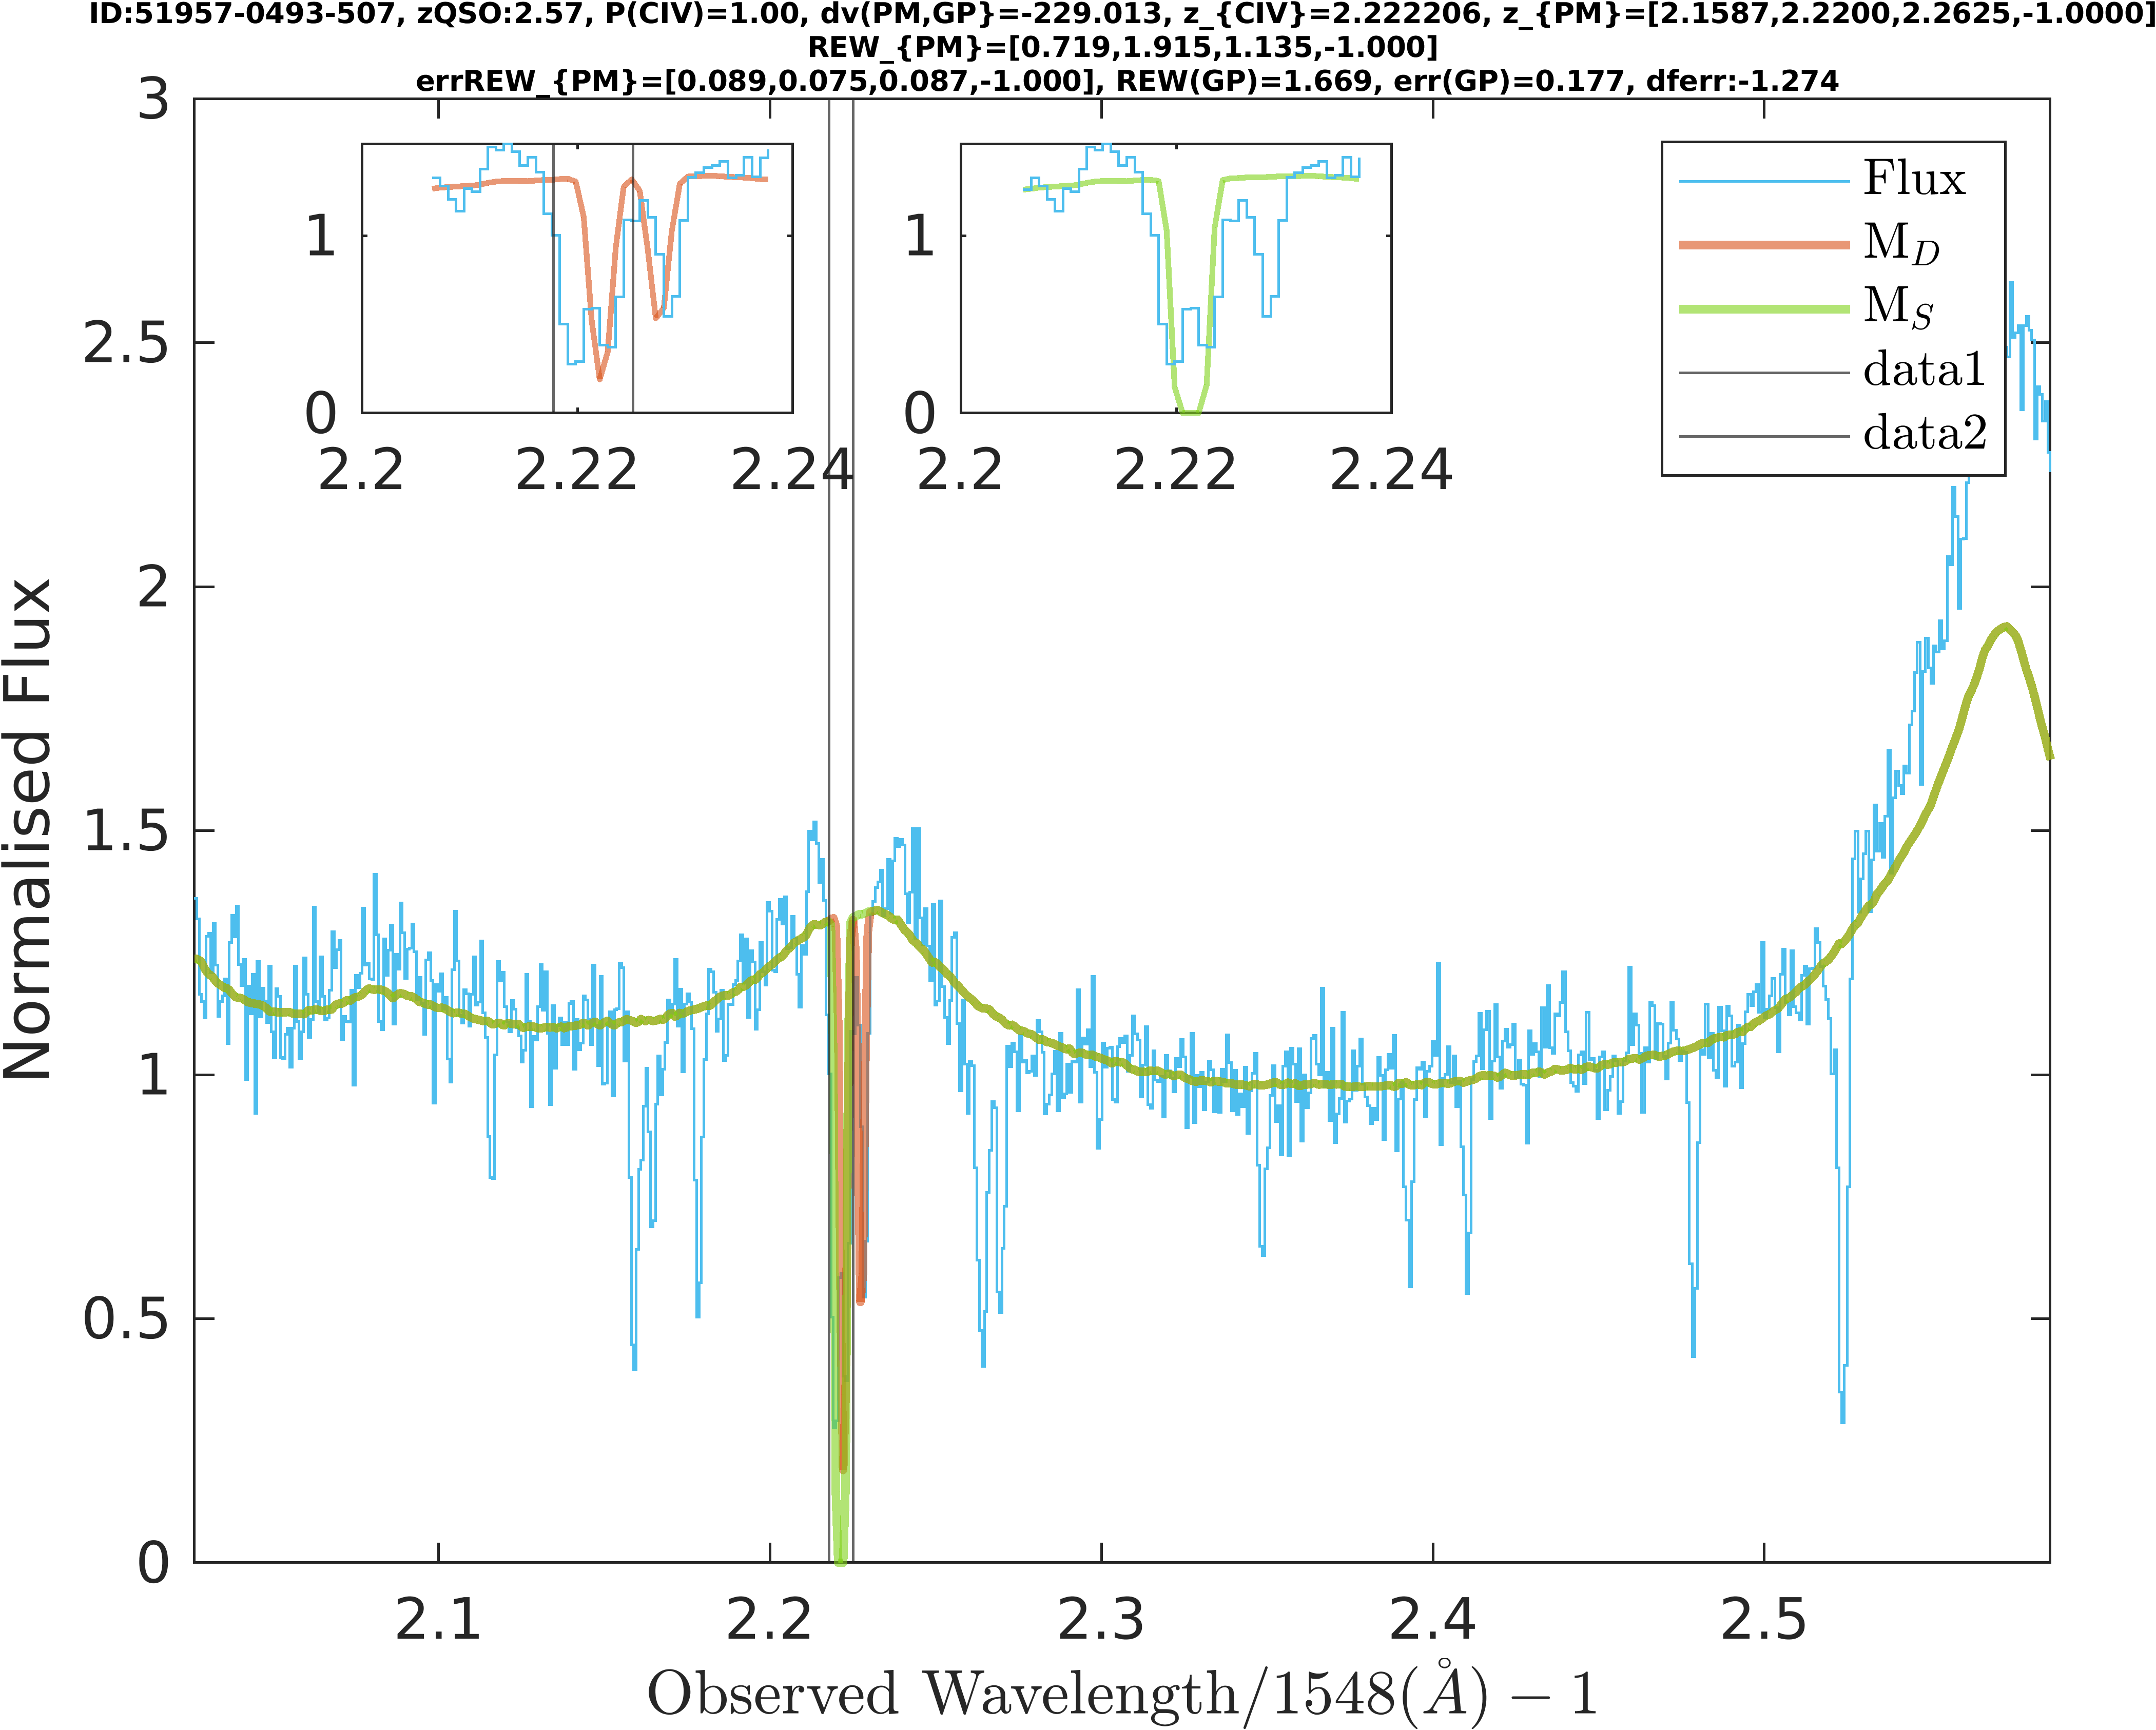 ID:51957-0493-507, zQSO:2.57, P(CIV)=1.00, dv(PM,GP}=-229.013, z_{CIV}=2.222206, z_{PM}=[2.1587,2.2200,2.2625,-1.0000]
REW_{PM}=[0.719,1.915,1.135,-1.000]
errREW_{PM}=[0.089,0.075,0.087,-1.000], REW(GP)=1.669, err(GP)=0.177, dferr:-1.274
3
2.5
2
1.5
1
0.5
0
Normalised Flux
1
0
2.2 2.22 2.24
1
0
2.2 2.22 2.24
Flux
M_D
M_S
data1
data2
2.1 2.2 2.3 2.4 2.5
Observed Wavelength/1548(Å) − 1